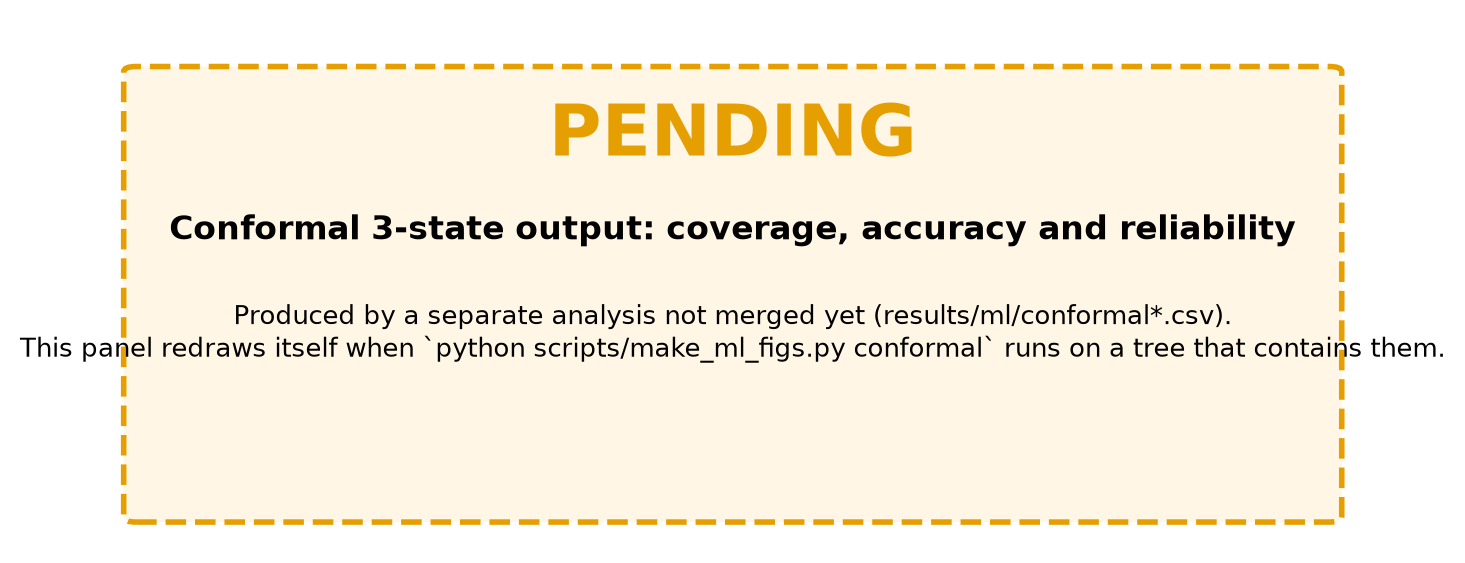 PENDING
Conformal 3-state output: coverage, accuracy and reliability
Produced by a separate analysis not merged yet (results/ml/conformal*.csv).
This panel redraws itself when `python scripts/make_ml_figs.py conformal` runs on a tree that contains them.